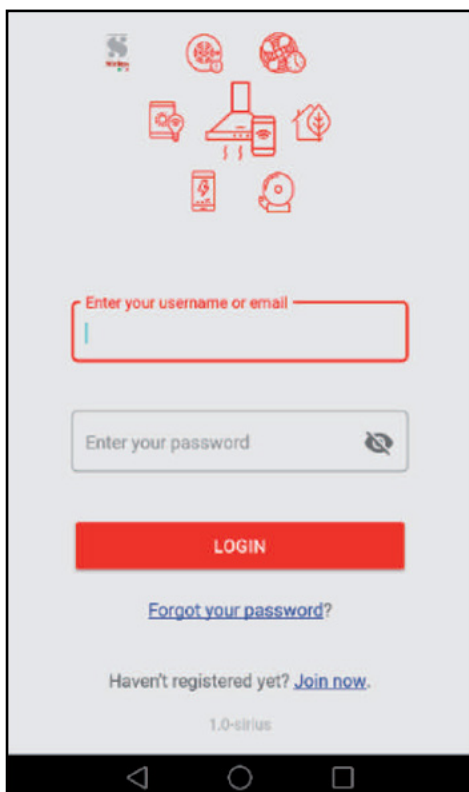 Sirius
Enter your username or email
Enter your password
LOGIN
Forgot your password?
Haven't registered yet? Join now.
1.0-sirius